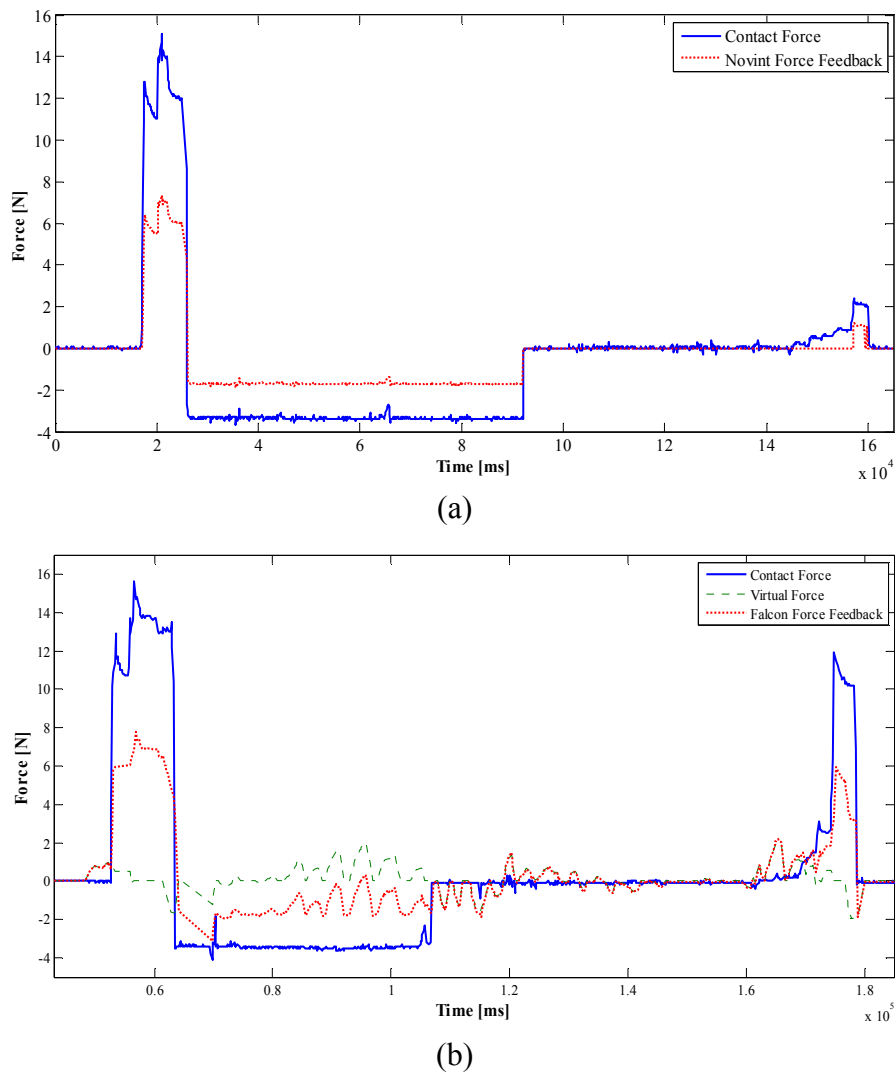 16
14
12
10
8
6
4
2
0
-2
-4
Force [N]
Contact Force
Novint Force Feedback
0 2 4 6 8 10 12 14 16
x 10^4
Time [ms]
(a)
16
14
12
10
8
6
4
2
0
-2
-4
Force [N]
Contact Force
Virtual Force
Falcon Force Feedback
0.6 0.8 1 1.2 1.4 1.6 1.8
x 10^5
Time [ms]
(b)